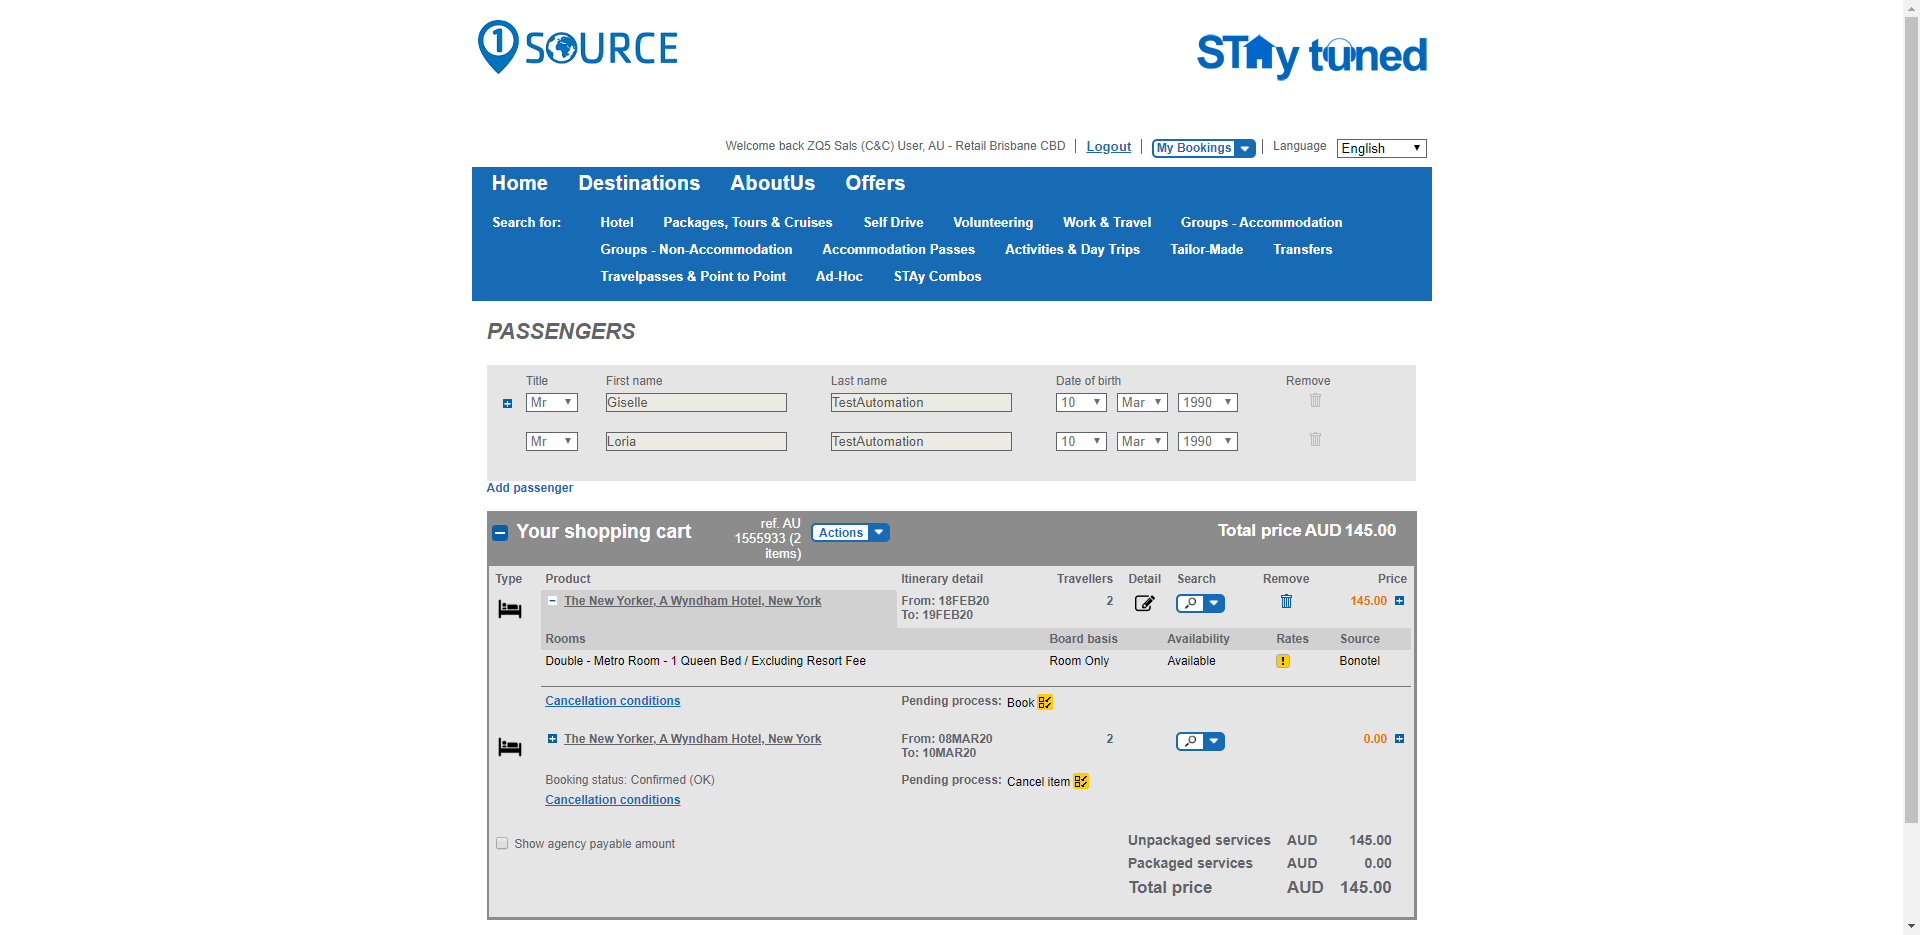 1 SOURCE
STAy tuned
Welcome back ZQ5 Sals (C&C) User, AU - Retail Brisbane CBD Logout My Bookings Language English
Home Destinations AboutUs Offers
Search for: Hotel Packages, Tours & Cruises Self Drive Volunteering Work & Travel Groups - Accommodation
Groups - Non-Accommodation Accommodation Passes Activities & Day Trips Tailor-Made Transfers
Travelpasses & Point to Point Ad-Hoc STAy Combos
PASSENGERS
Title First name Last name Date of birth Remove
Mr Giselle TestAutomation 10 Mar 1990
Mr Loria TestAutomation 10 Mar 1990
Add passenger
Your shopping cart ref. AU 1555933 (2 items) Actions Total price AUD 145.00
Type Product Itinerary detail Travellers Detail Search Remove Price
The New Yorker, A Wyndham Hotel, New York From: 18FEB20 2 145.00
To: 19FEB20
Rooms Board basis Availability Rates Source
Double - Metro Room - 1 Queen Bed / Excluding Resort Fee Room Only Available ! Bonotel
Cancellation conditions Pending process: Book
The New Yorker, A Wyndham Hotel, New York From: 08MAR20 2 0.00
To: 10MAR20
Booking status: Confirmed (OK) Pending process: Cancel item
Cancellation conditions
Show agency payable amount
Unpackaged services AUD 145.00
Packaged services AUD 0.00
Total price AUD 145.00